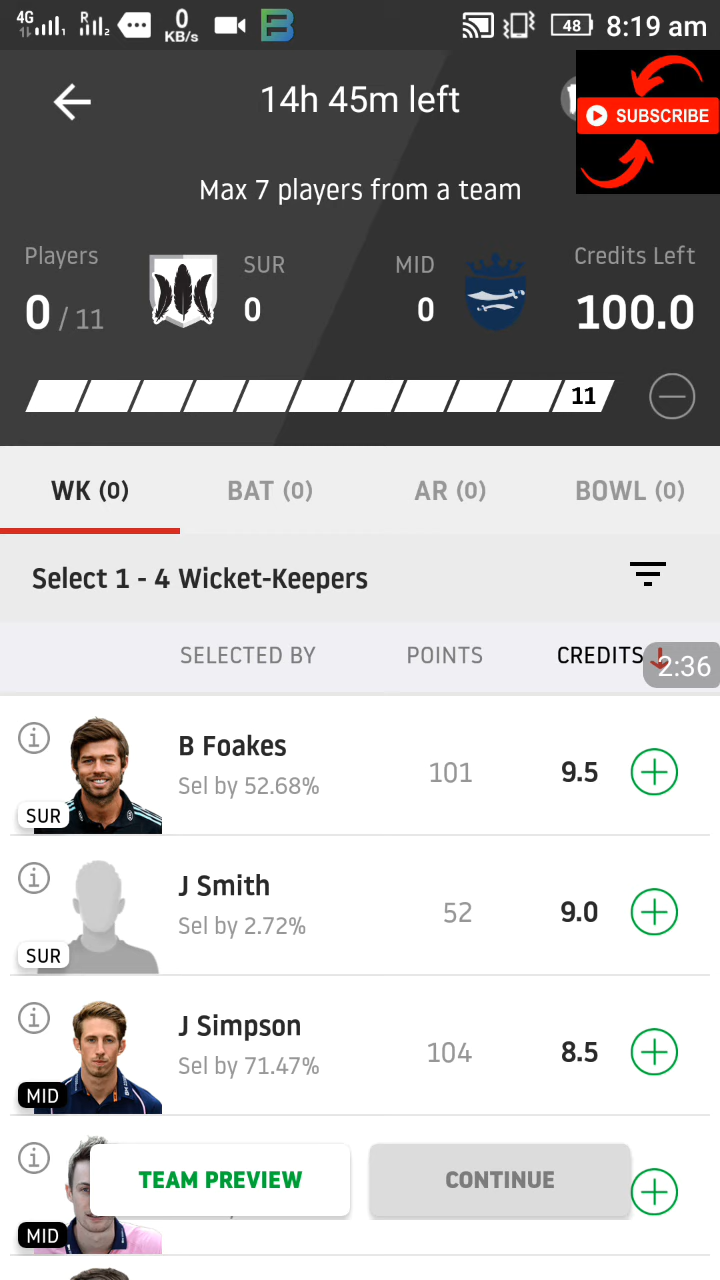 4G R 1 2 0 KB/s 48 8:19 am
14h 45m left
SUBSCRIBE
Max 7 players from a team
Players SUR MID Credits Left
0 / 11 0 0 100.0
11
WK (0) BAT (0) AR (0) BOWL (0)
Select 1 - 4 Wicket-Keepers
SELECTED BY POINTS CREDITS
2:36
B Foakes
Sel by 52.68% 101 9.5
SUR
J Smith
Sel by 2.72% 52 9.0
SUR
J Simpson
Sel by 71.47% 104 8.5
MID
TEAM PREVIEW CONTINUE
MID